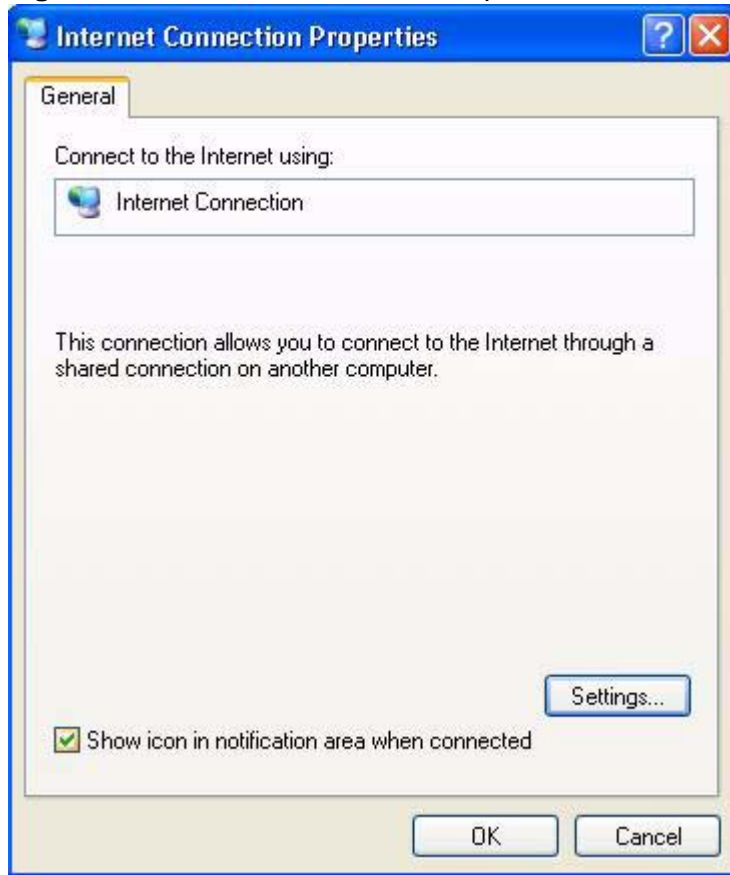 Internet Connection Properties
General
Connect to the Internet using:
Internet Connection
This connection allows you to connect to the Internet through a
shared connection on another computer.
Settings...
Show icon in notification area when connected
OK
Cancel